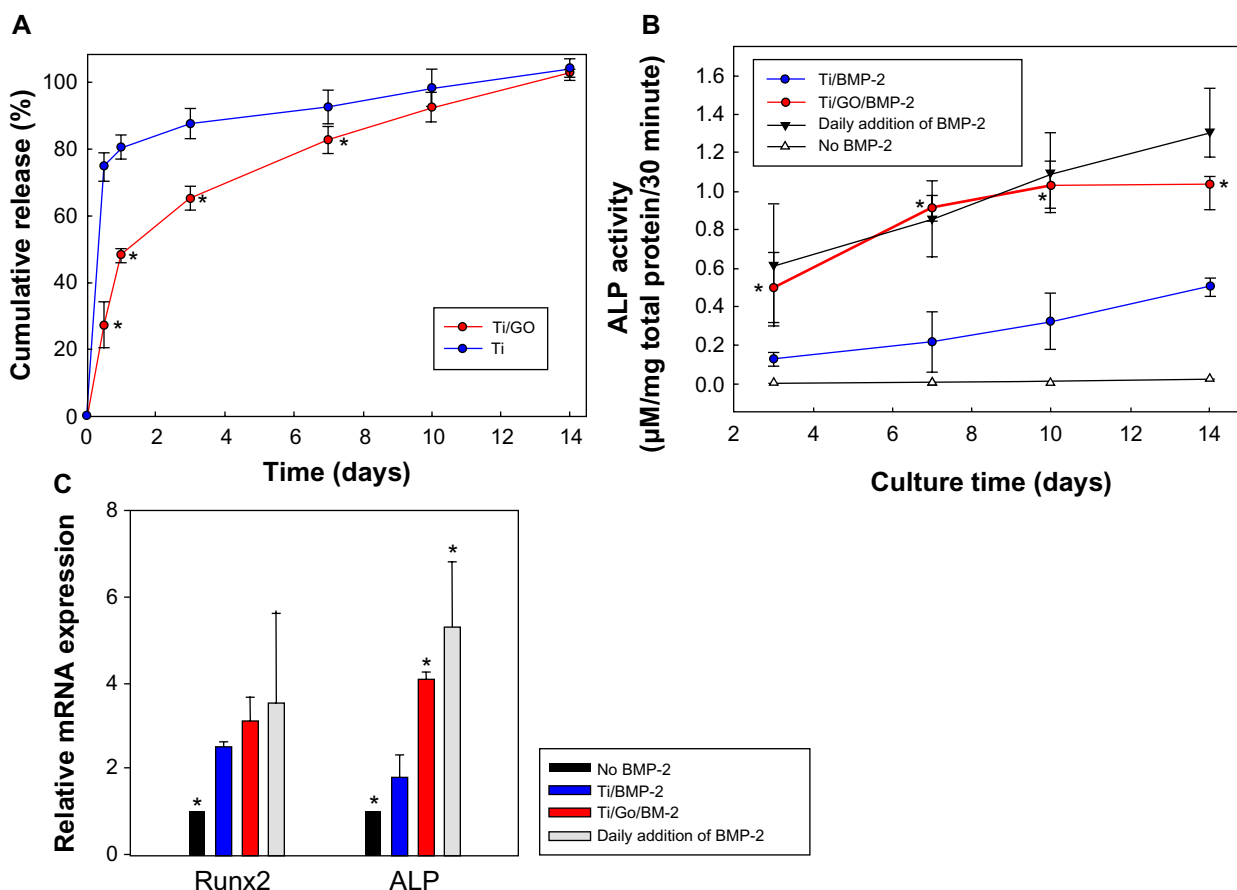 A
Cumulative release (%)
100
80
60
40
20
0
* * * *
Ti/GO
Ti
0 2 4 6 8 10 12 14
Time (days)
B
ALP activity
(µM/mg total protein/30 minute)
1.6
1.4
1.2
1.0
0.8
0.6
0.4
0.2
0.0
Ti/BMP-2
Ti/GO/BMP-2
Daily addition of BMP-2
No BMP-2
* * * *
2 4 6 8 10 12 14
Culture time (days)
C
Relative mRNA expression
8
6
4
2
0
* * * *
Runx2 ALP
No BMP-2
Ti/BMP-2
Ti/Go/BM-2
Daily addition of BMP-2